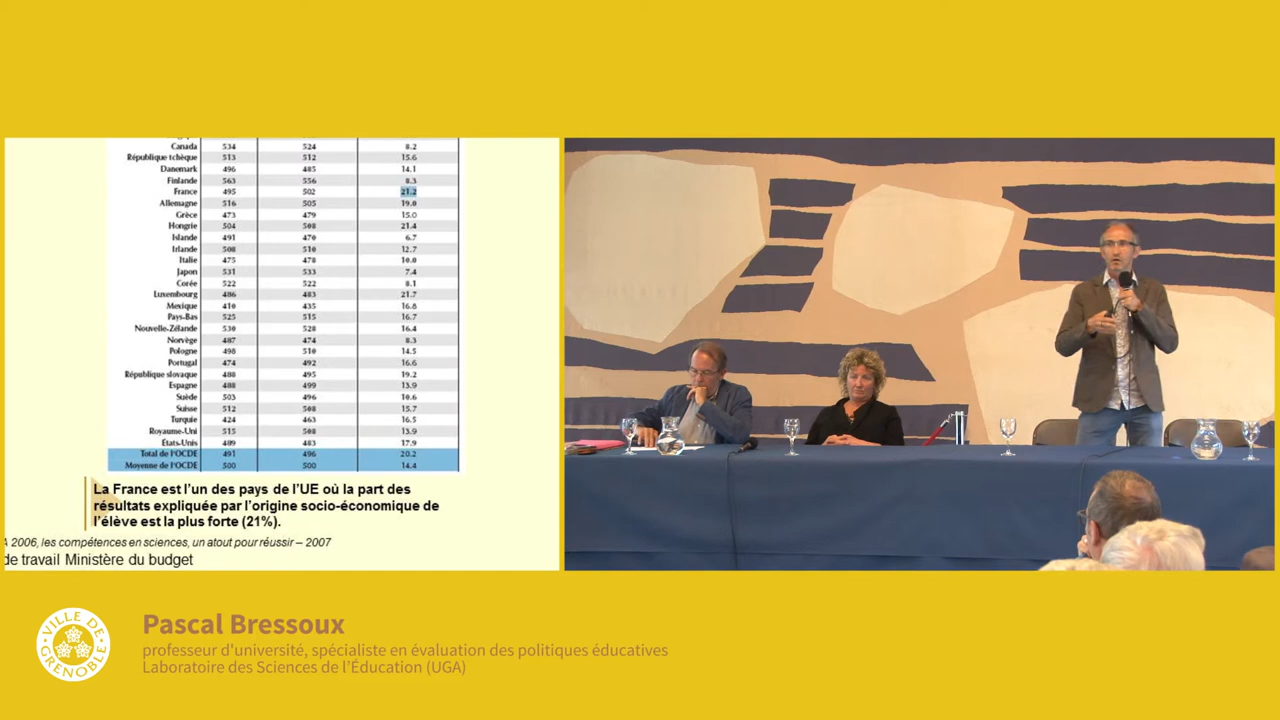 Canada 534 524 8.2
République tchèque 513 512 15.6
Danemark 496 485 14.1
Finlande 563 556 8.3
France 495 502 21.2
Allemagne 516 505 19.0
Grèce 473 479 15.0
Hongrie 504 508 21.4
Islande 491 470 6.7
Irlande 508 510 12.7
Italie 475 478 10.0
Japon 531 533 7.4
Corée 522 522 8.1
Luxembourg 486 483 21.7
Mexique 410 435 16.8
Pays-Bas 525 515 16.7
Nouvelle-Zélande 530 528 16.4
Norvège 487 474 8.3
Pologne 498 510 14.5
Portugal 474 492 16.6
République slovaque 488 495 19.2
Espagne 488 499 13.9
Suède 503 496 10.6
Suisse 512 508 15.7
Turquie 424 463 16.5
Royaume-Uni 515 508 13.9
États-Unis 489 483 17.9
Total de l'OCDE 491 496 20.2
Moyenne de l'OCDE 500 500 14.4
La France est l'un des pays de l'UE où la part des
résultats expliquée par l'origine socio-économique de
l'élève est la plus forte (21%).
A 2006, les compétences en sciences, un atout pour réussir – 2007
de travail Ministère du budget
VILLE DE
GRENOBLE
Pascal Bressoux
professeur d'université, spécialiste en évaluation des politiques éducatives
Laboratoire des Sciences de l'Éducation (UGA)